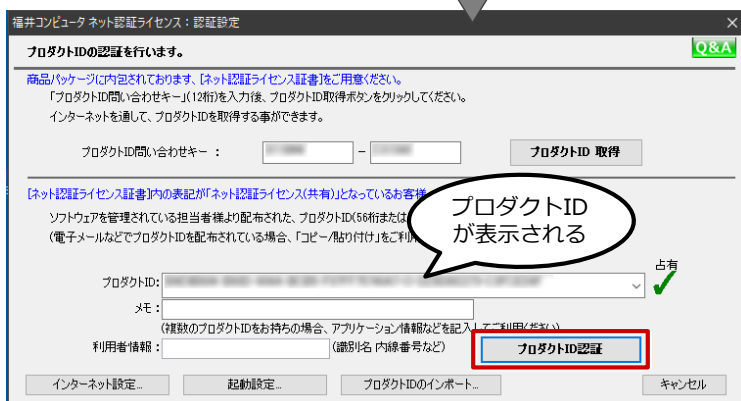 福井コンピュータ ネット認証ライセンス：認証設定
プロダクトIDの認証を行います。
Q&A
商品パッケージに内包されております、[ネット認証ライセンス証書]をご用意ください。
「プロダクトID問い合わせキー」(12桁)を入力後、プロダクトID取得ボタンをクリックしてください。
インターネットを通して、プロダクトIDを取得する事ができます。
プロダクトID問い合わせキー ： － プロダクトID 取得
[ネット認証ライセンス証書]内の表記が「ネット認証ライセンス(共有)」となっているお客様
ソフトウェアを管理されている担当者様より配布された、プロダクトID(56桁または
(電子メールなどでプロダクトIDを配布されている場合、「コピー/貼り付け」をご利用
プロダクトID
が表示される
占有
プロダクトID:
メモ：
(複数のプロダクトIDをお持ちの場合、アプリケーション情報などを記入してご利用ください)
利用者情報： (識別名 内線番号など) プロダクトID認証
インターネット設定... 起動設定... プロダクトIDのインポート... キャンセル